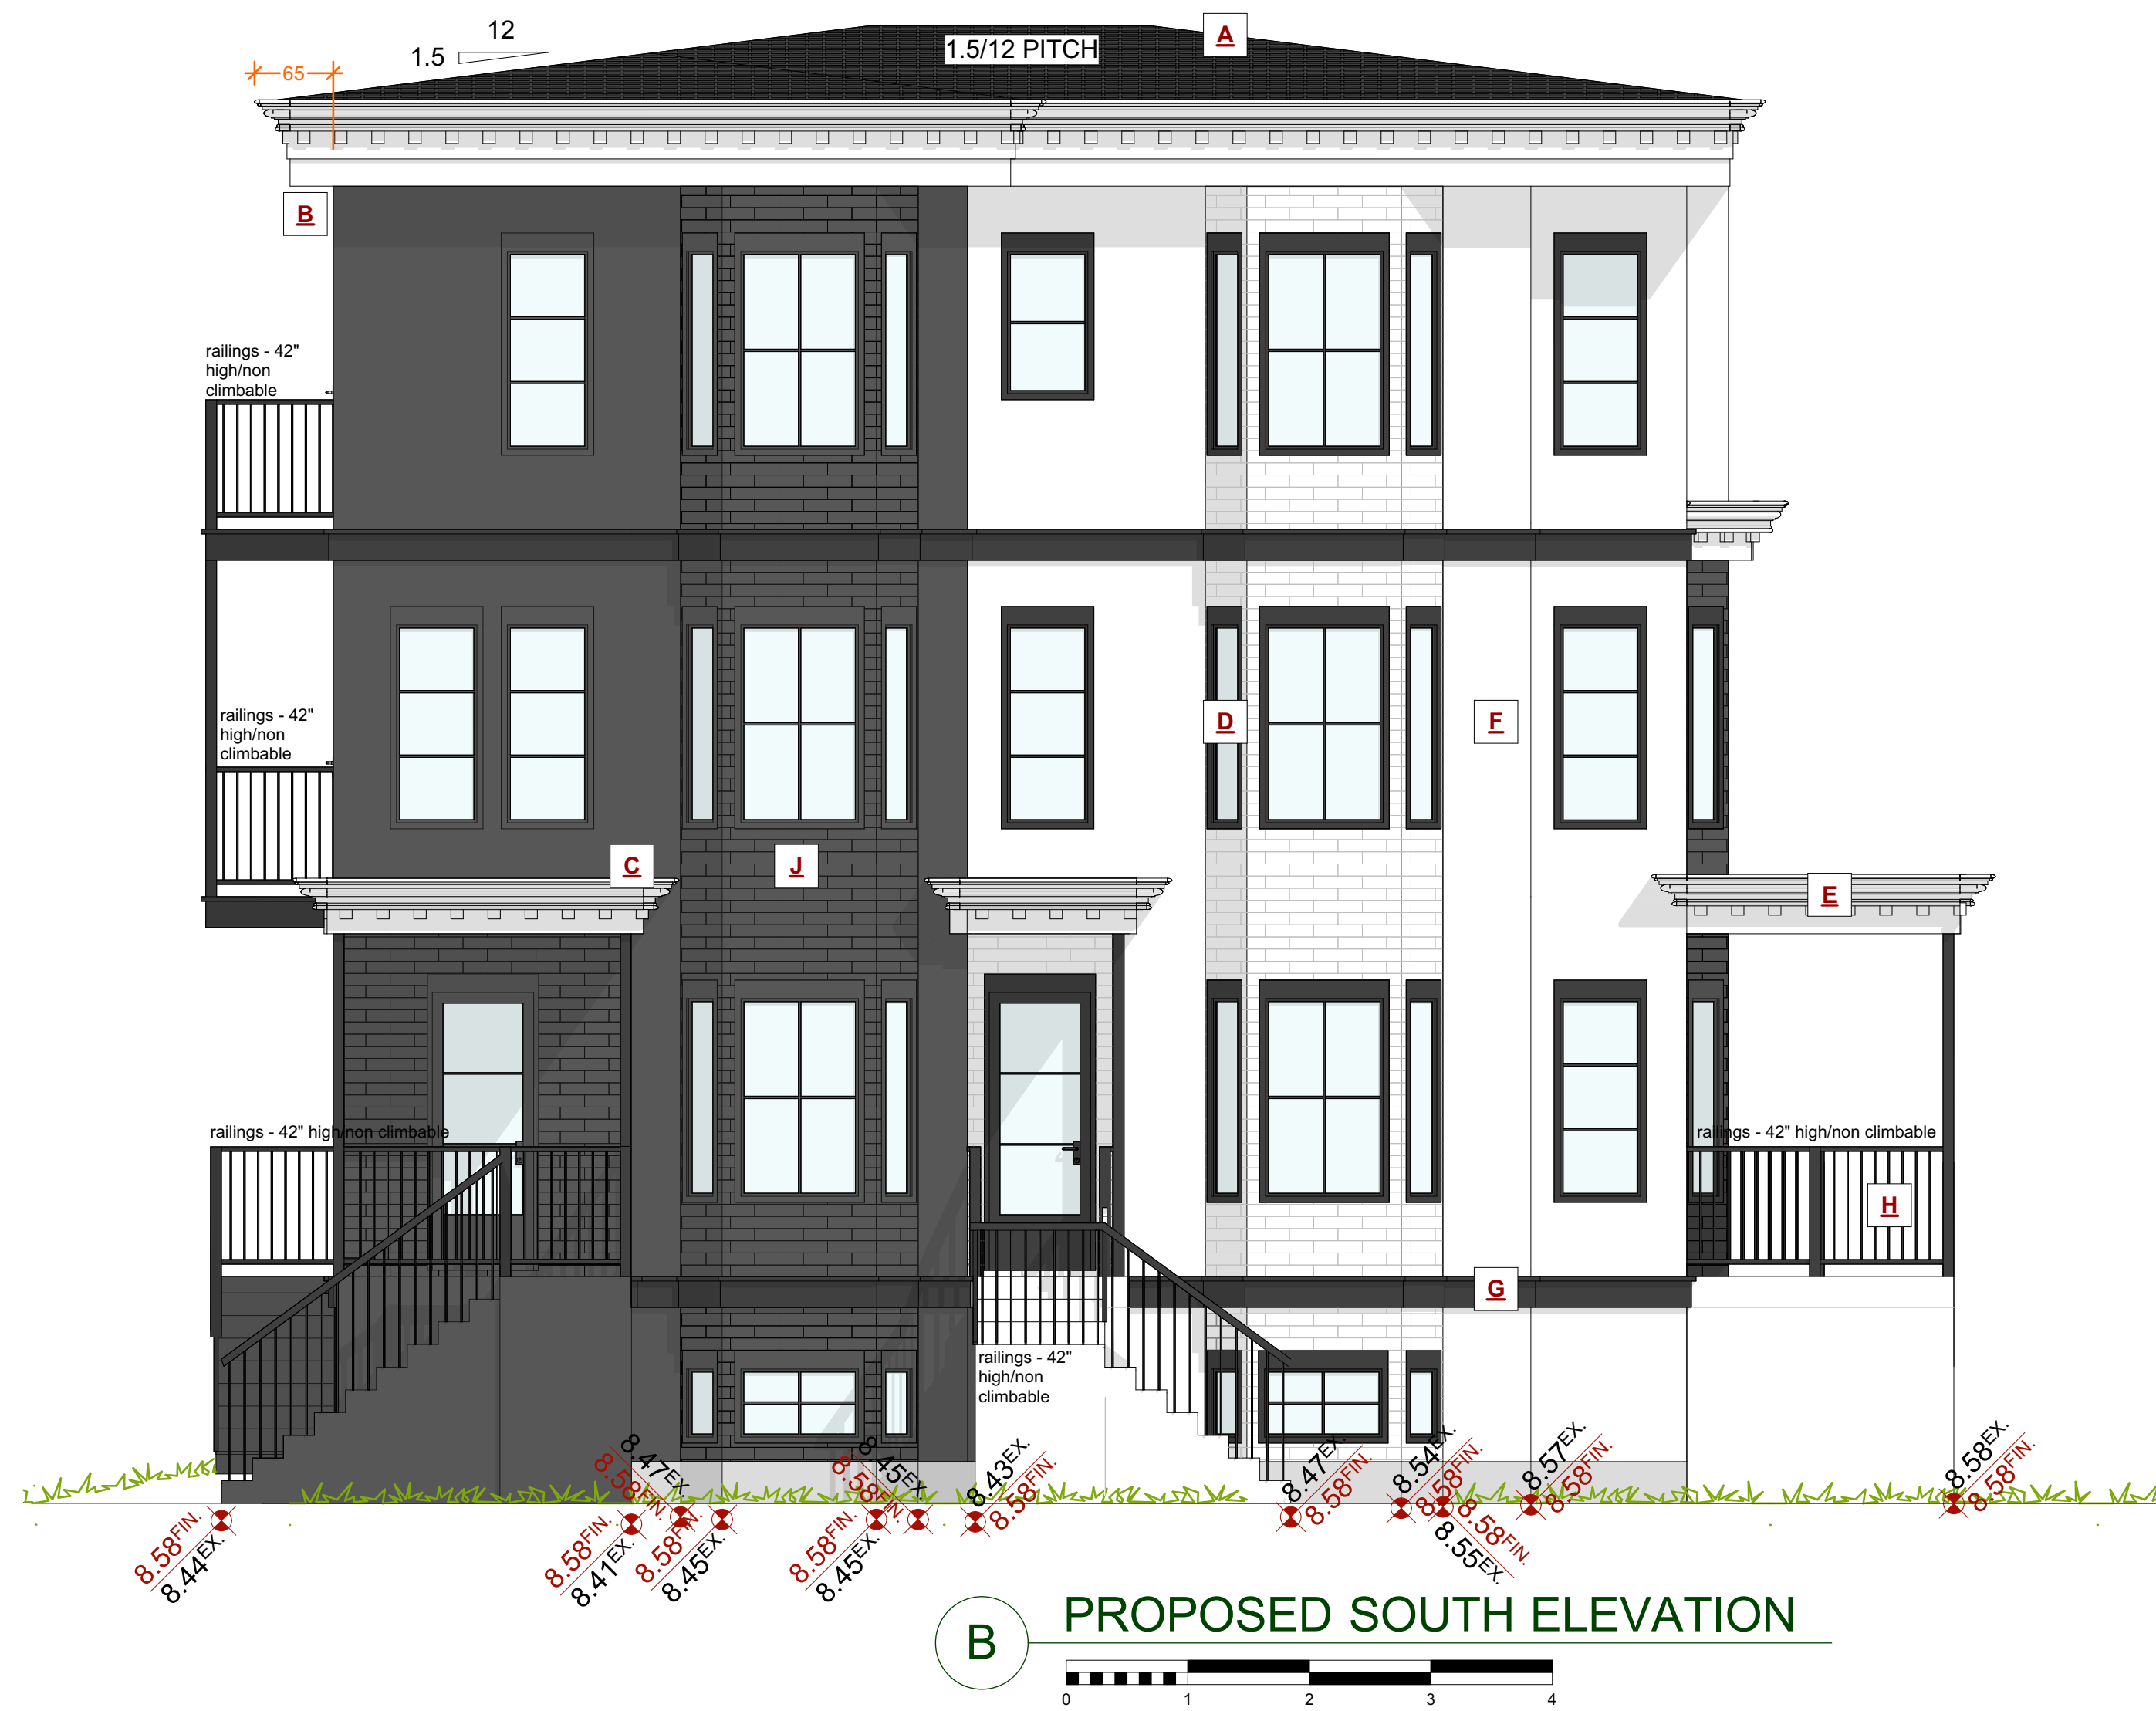 A
12
1.5
1.5/12 PITCH
65
B
railings - 42"
high/non
climbable
railings - 42"
high/non
climbable
D
F
C
J
E
railings - 42" high/non climbable
railings - 42" high/non climbable
H
G
railings - 42"
high/non
climbable
8.58FIN.
8.44EX.
8.58FIN.
8.41EX.
8.47EX.
8.58FIN.
8.58FIN.
8.45EX.
8.58FIN.
8.45EX.
8.45EX.
8.58FIN.
8.43EX.
8.58FIN.
8.47EX.
8.58FIN.
8.54EX.
8.58FIN.
8.58FIN.
8.55EX.
8.57EX.
8.58FIN.
8.58EX.
8.58FIN.
B
PROPOSED SOUTH ELEVATION
0 1 2 3 4